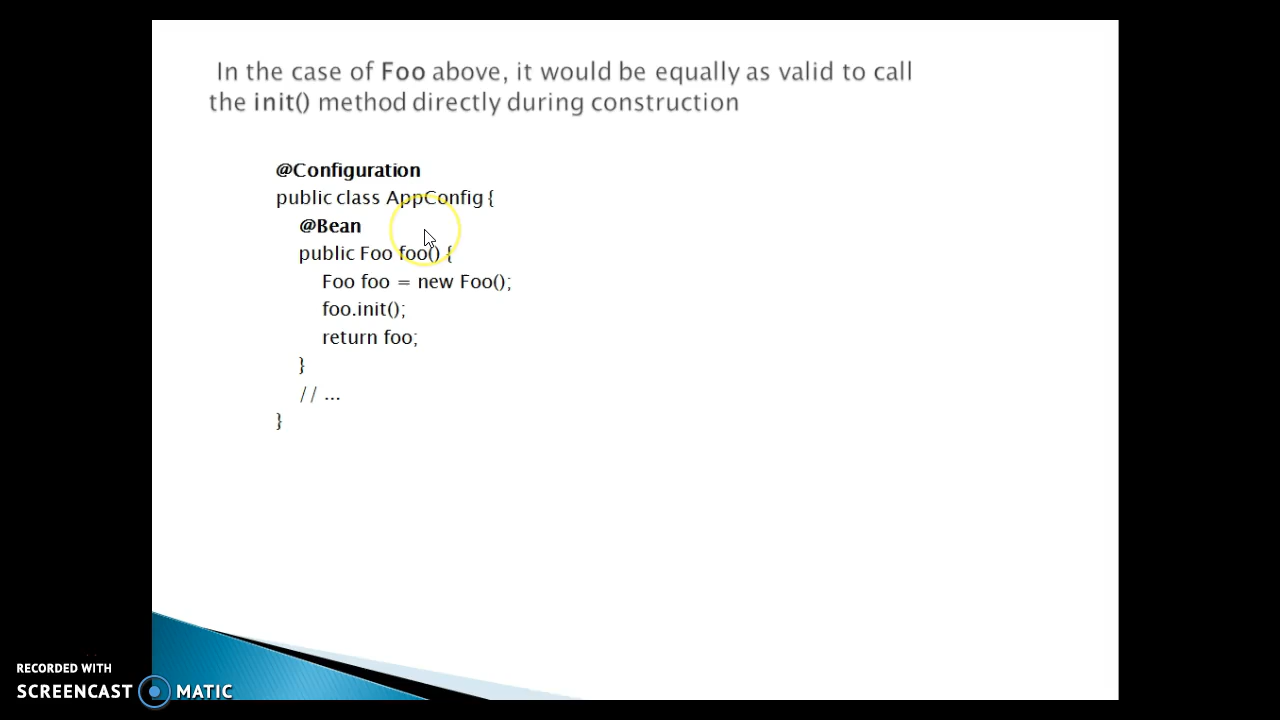 In the case of Foo above, it would be equally as valid to call
the init() method directly during construction
@Configuration
public class AppConfig {
@Bean
public Foo foo() {
Foo foo = new Foo();
foo.init();
return foo;
}
// ...
}
RECORDED WITH
SCREENCAST MATIC